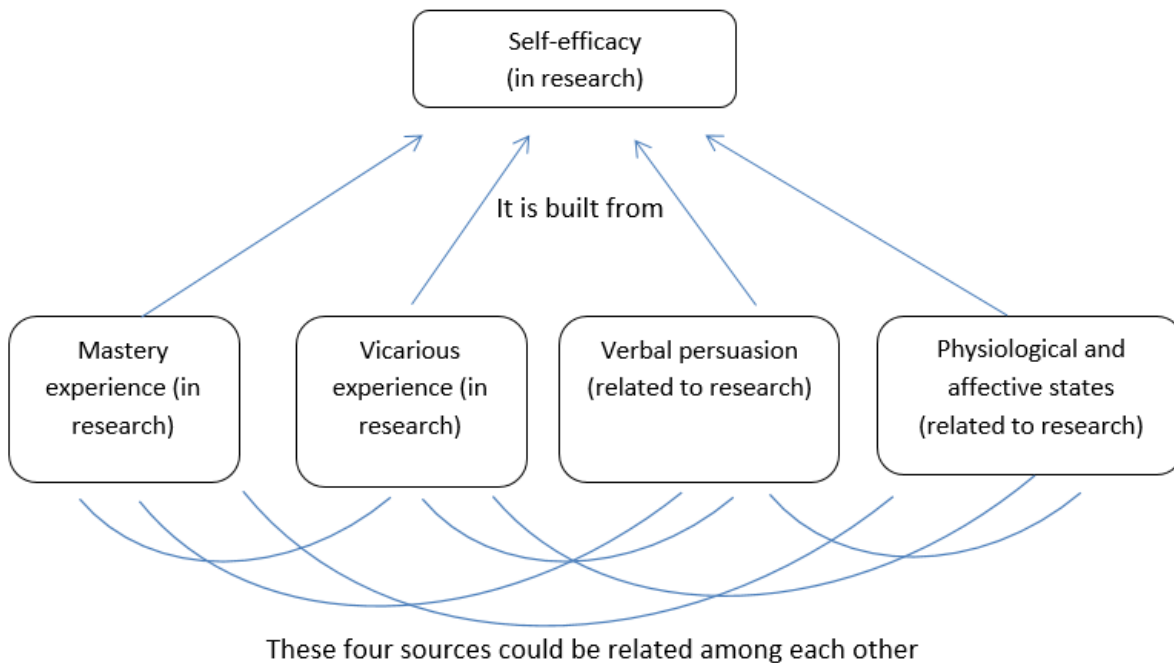 Self-efficacy
(in research)
It is built from
Mastery
experience (in
research)
Vicarious
experience (in
research)
Verbal persuasion
(related to research)
Physiological and
affective states
(related to research)
These four sources could be related among each other